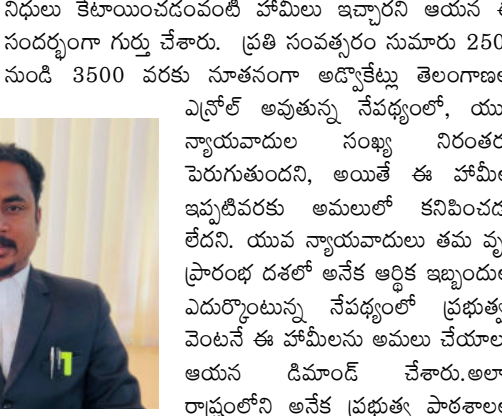 నిధులు కేటాయించడంవంటి హామీలు ఇచ్చారని ఆయన ఈ
సందర్భంగా గుర్తు చేశారు. ప్రతి సంవత్సరం సుమారు 250
నుండి 3500 వరకు నూతనంగా అడ్వొకేట్లు తెలంగాణల
ఎన్రోల్ అవుతున్న నేపథ్యంలో, యు
న్యాయవాదుల సంఖ్య నిరంతర
పెరుగుతుందని, అయితే ఈ హామీల
ఇప్పటివరకు అమలులో కనిపించడ
లేదని. యువ న్యాయవాదులు తమ వృ
ప్రారంభ దశలో అనేక ఆర్థిక ఇబ్బందుల
ఎదుర్కొంటున్న నేపథ్యంలో ప్రభుత్వ
వెంటనే ఈ హామీలను అమలు చేయాల
ఆయన డిమాండ్ చేశారు.అలా
రాష్ట్రంలోని అనేక ప్రభుత్వ పాఠశాలల